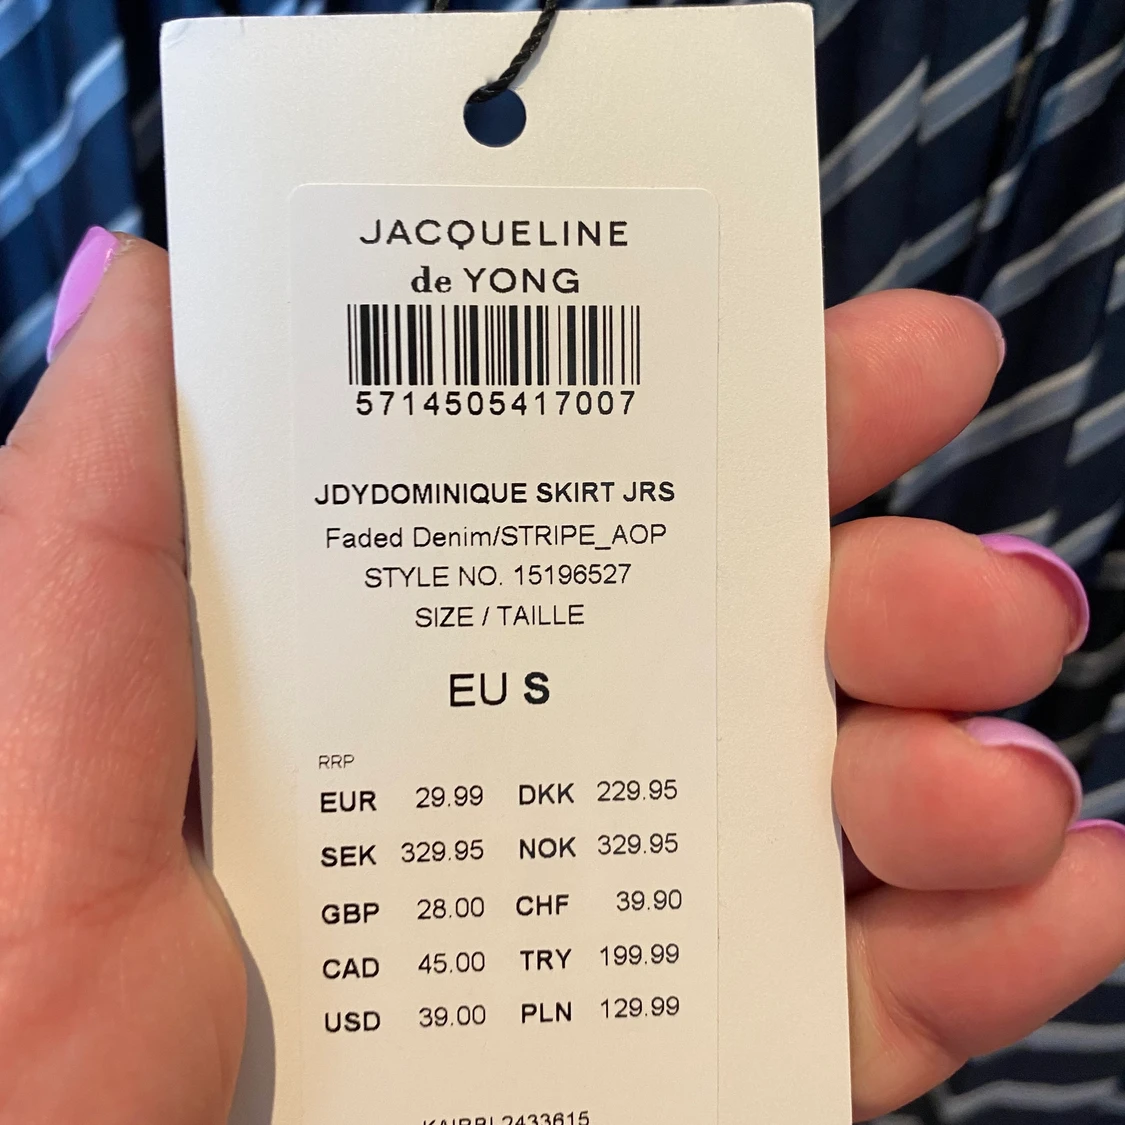 JACQUELINE
de YONG
5714505417007
JDYDOMINIQUE SKIRT JRS
Faded Denim/STRIPE_AOP
STYLE NO. 15196527
SIZE / TAILLE
EU S
RRP
EUR 29.99 DKK 229.95
SEK 329.95 NOK 329.95
GBP 28.00 CHF 39.90
CAD 45.00 TRY 199.99
USD 39.00 PLN 129.99